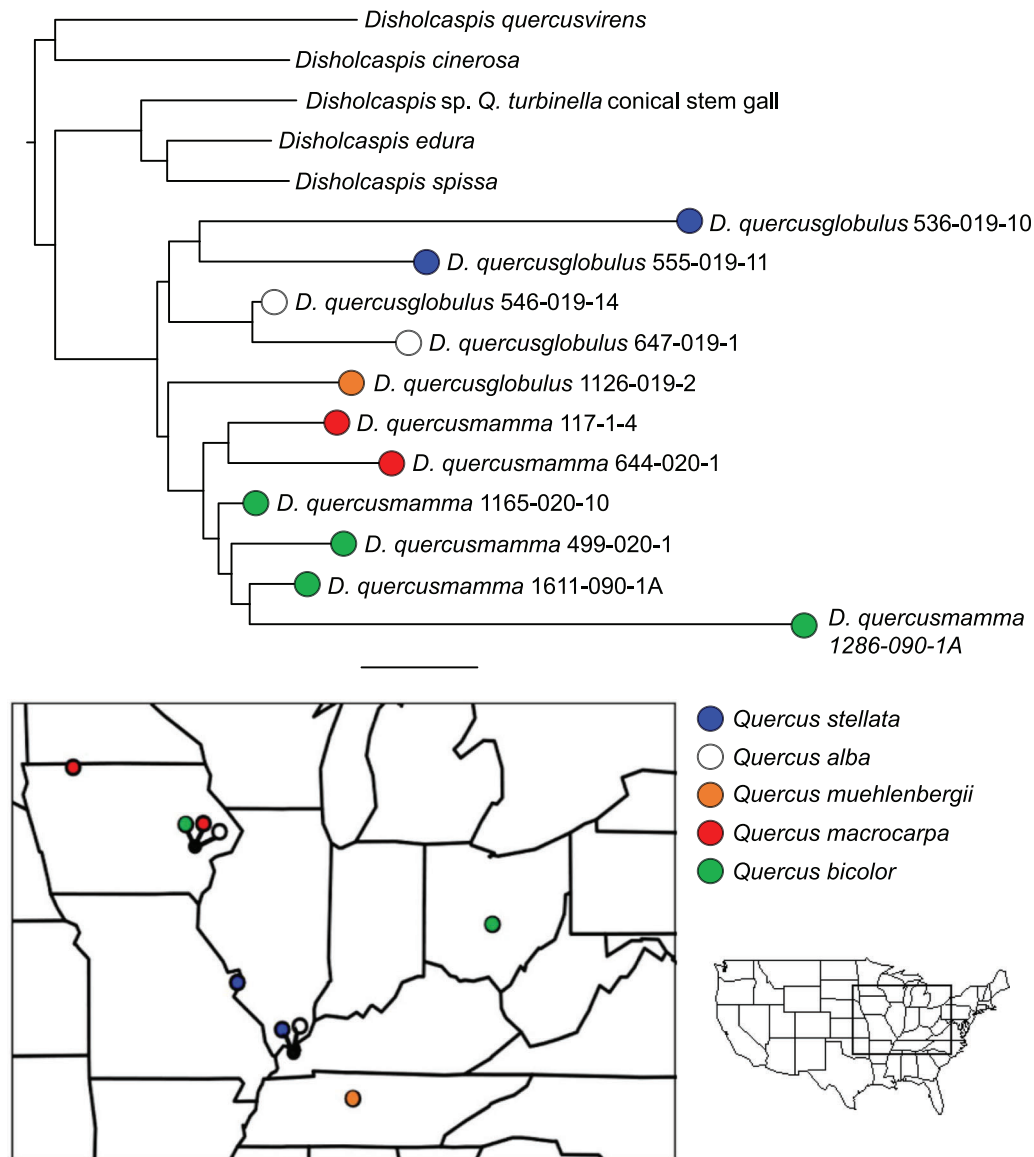 Disholcaspis quercusvirens
Disholcaspis cinerosa
Disholcaspis sp. Q. turbinella conical stem gall
Disholcaspis edura
Disholcaspis spissa
D. quercusglobulus 536-019-10
D. quercusglobulus 555-019-11
D. quercusglobulus 546-019-14
D. quercusglobulus 647-019-1
D. quercusglobulus 1126-019-2
D. quercusmamma 117-1-4
D. quercusmamma 644-020-1
D. quercusmamma 1165-020-10
D. quercusmamma 499-020-1
D. quercusmamma 1611-090-1A
D. quercusmamma
1286-090-1A
Quercus stellata
Quercus alba
Quercus muehlenbergii
Quercus macrocarpa
Quercus bicolor